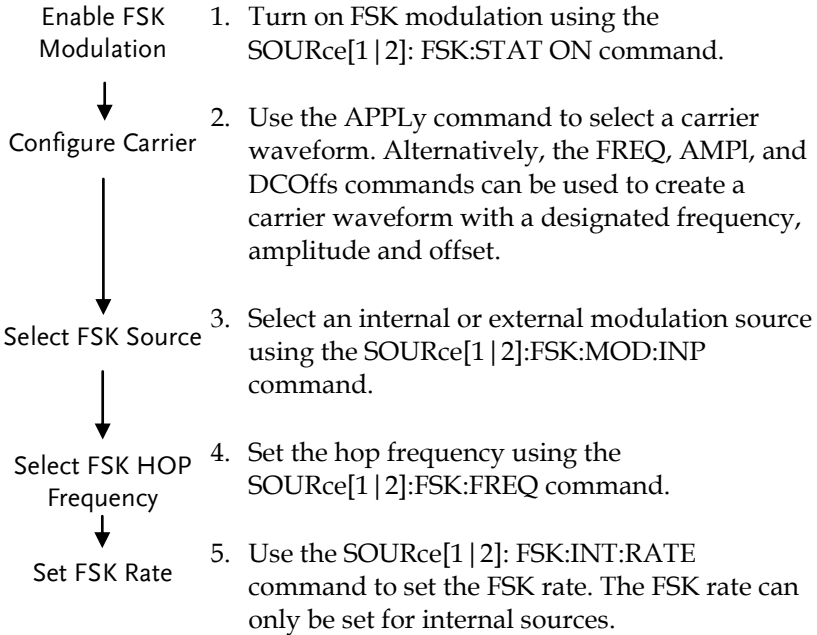 Enable FSK
Modulation
1. Turn on FSK modulation using the
SOURce[1|2]: FSK:STAT ON command.
Configure Carrier
2. Use the APPLy command to select a carrier
waveform. Alternatively, the FREQ, AMPl, and
DCOffs commands can be used to create a
carrier waveform with a designated frequency,
amplitude and offset.
Select FSK Source
3. Select an internal or external modulation source
using the SOURce[1|2]:FSK:MOD:INP
command.
Select FSK HOP
Frequency
4. Set the hop frequency using the
SOURce[1|2]:FSK:FREQ command.
Set FSK Rate
5. Use the SOURce[1|2]: FSK:INT:RATE
command to set the FSK rate. The FSK rate can
only be set for internal sources.